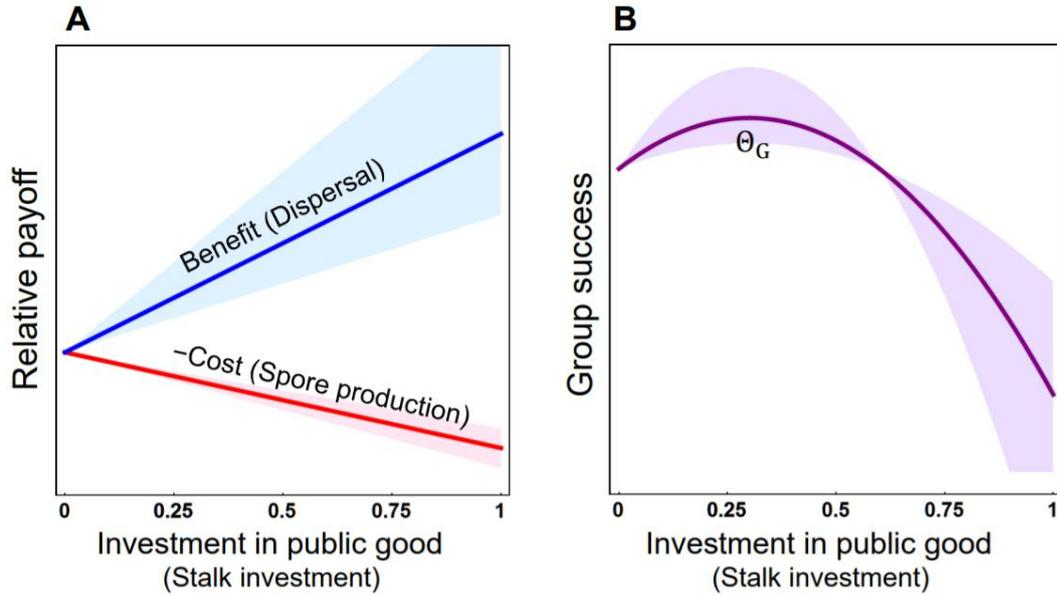 A
Relative payoff
Benefit (Dispersal)
−Cost (Spore production)
0 0.25 0.5 0.75 1
Investment in public good
(Stalk investment)
B
Group success
Θ_G
0 0.25 0.5 0.75 1
Investment in public good
(Stalk investment)